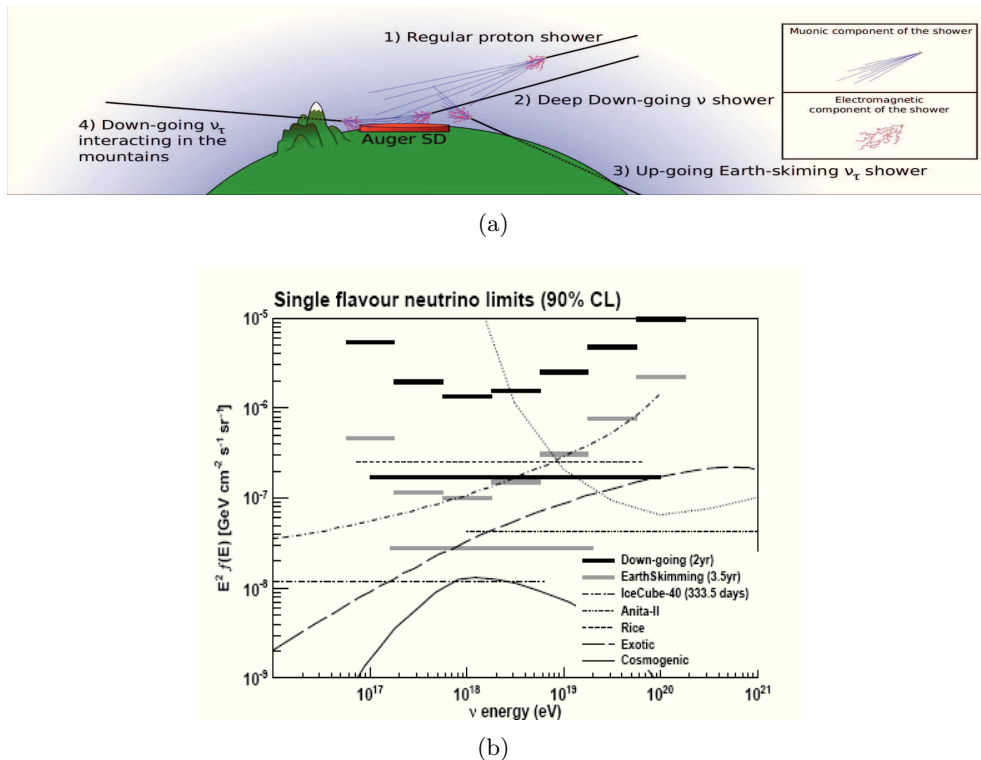 1) Regular proton shower
2) Deep Down-going ν shower
4) Down-going ντ
interacting in the
mountains
Auger SD
3) Up-going Earth-skiming ντ shower
Muonic component of the shower
Electromagnetic
component of the shower
(a)
Single flavour neutrino limits (90% CL)
E² f(E) [GeV cm⁻² s⁻¹ sr⁻¹]
10⁻⁵
10⁻⁶
10⁻⁷
10⁻⁸
10⁻⁹
Down-going (2yr)
EarthSkimming (3.5yr)
IceCube-40 (333.5 days)
Anita-II
Rice
Exotic
Cosmogenic
10¹⁷ 10¹⁸ 10¹⁹ 10²⁰ 10²¹
ν energy (eV)
(b)